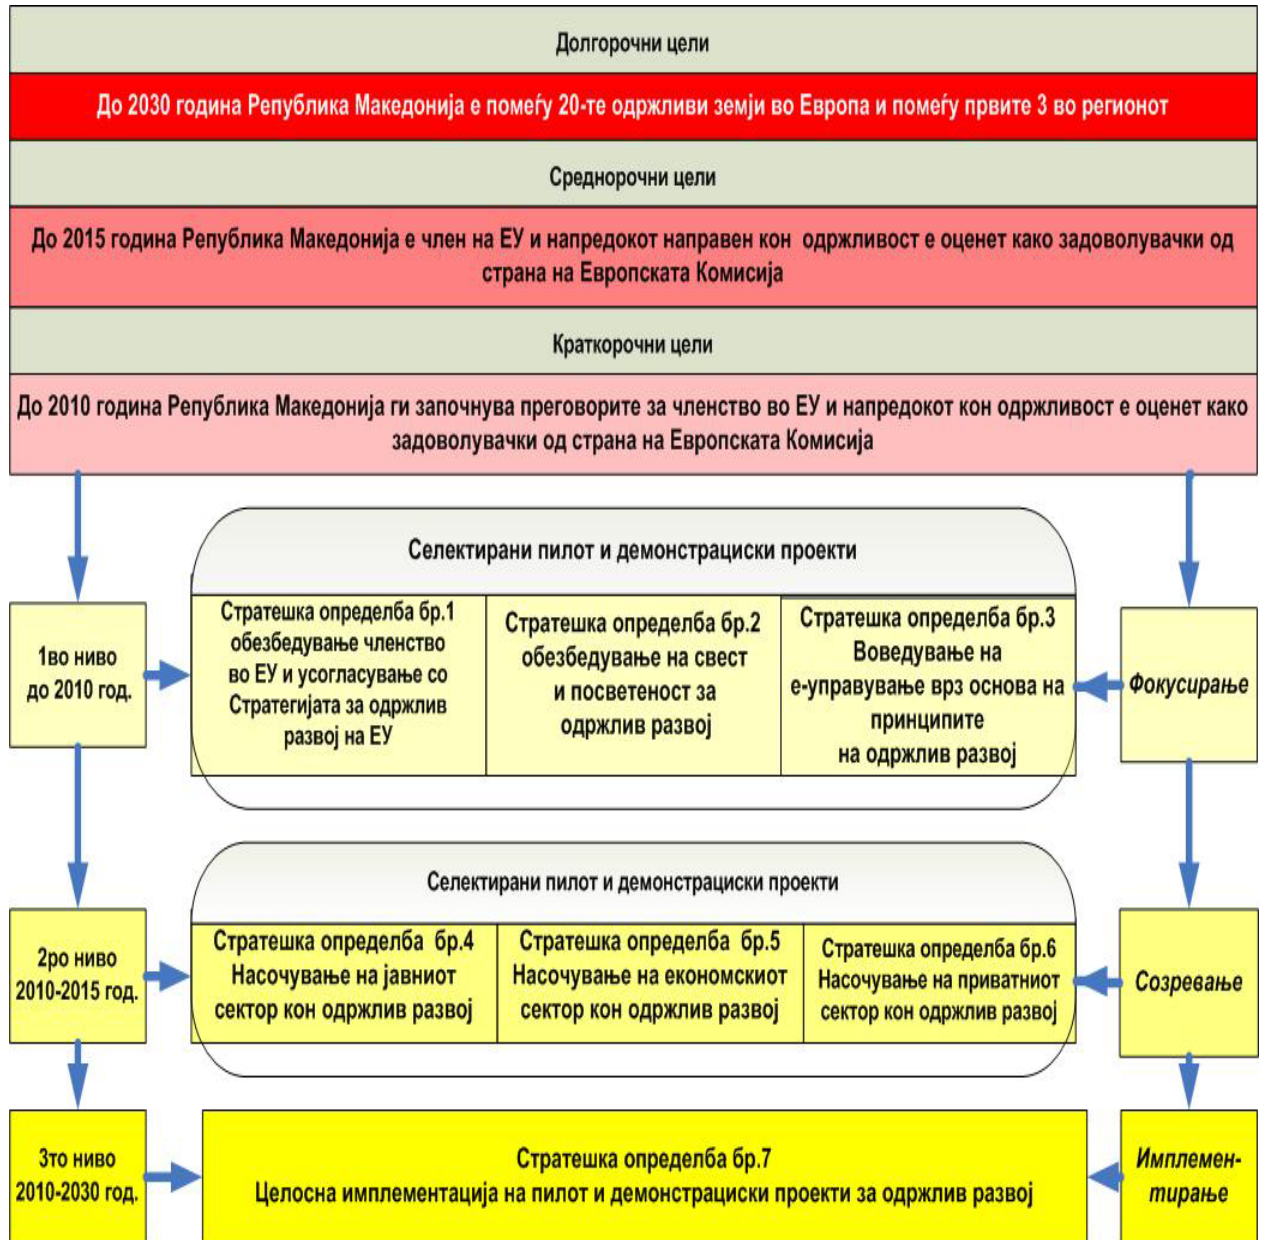 Долгорочни цели
До 2030 година Република Македонија е помеѓу 20-те одржливи земји во Европа и помеѓу првите 3 во регионот
Среднорочни цели
До 2015 година Република Македонија е член на ЕУ и напредокот направен кон одржливост е оценет како задоволувачки од
страна на Европската Комисија
Краткорочни цели
До 2010 година Република Македонија ги започнува преговорите за членство во ЕУ и напредокот кон одржливост е оценет како
задоволувачки од страна на Европската Комисија
Селектирани пилот и демонстрациски проекти
1во ниво
до 2010 год.
Стратешка определба бр.1
обезбедување членство
во ЕУ и усогласување со
Стратегијата за одржлив
развој на ЕУ
Стратешка определба бр.2
обезбедување на свест
и посветеност за
одржлив развој
Стратешка определба бр.3
Воведување на
е-управување врз основа на
принципите
на одржлив развој
Фокусирање
Селектирани пилот и демонстрациски проекти
2ро ниво
2010-2015 год.
Стратешка определба бр.4
Насочување на јавниот
сектор кон одржлив развој
Стратешка определба бр.5
Насочување на економскиот
сектор кон одржлив развој
Стратешка определба бр.6
Насочување на приватниот
сектор кон одржлив развој
Созревање
3то ниво
2010-2030 год.
Стратешка определба бр.7
Целосна имплементација на пилот и демонстрациски проекти за одржлив развој
Имплемен-
тирање